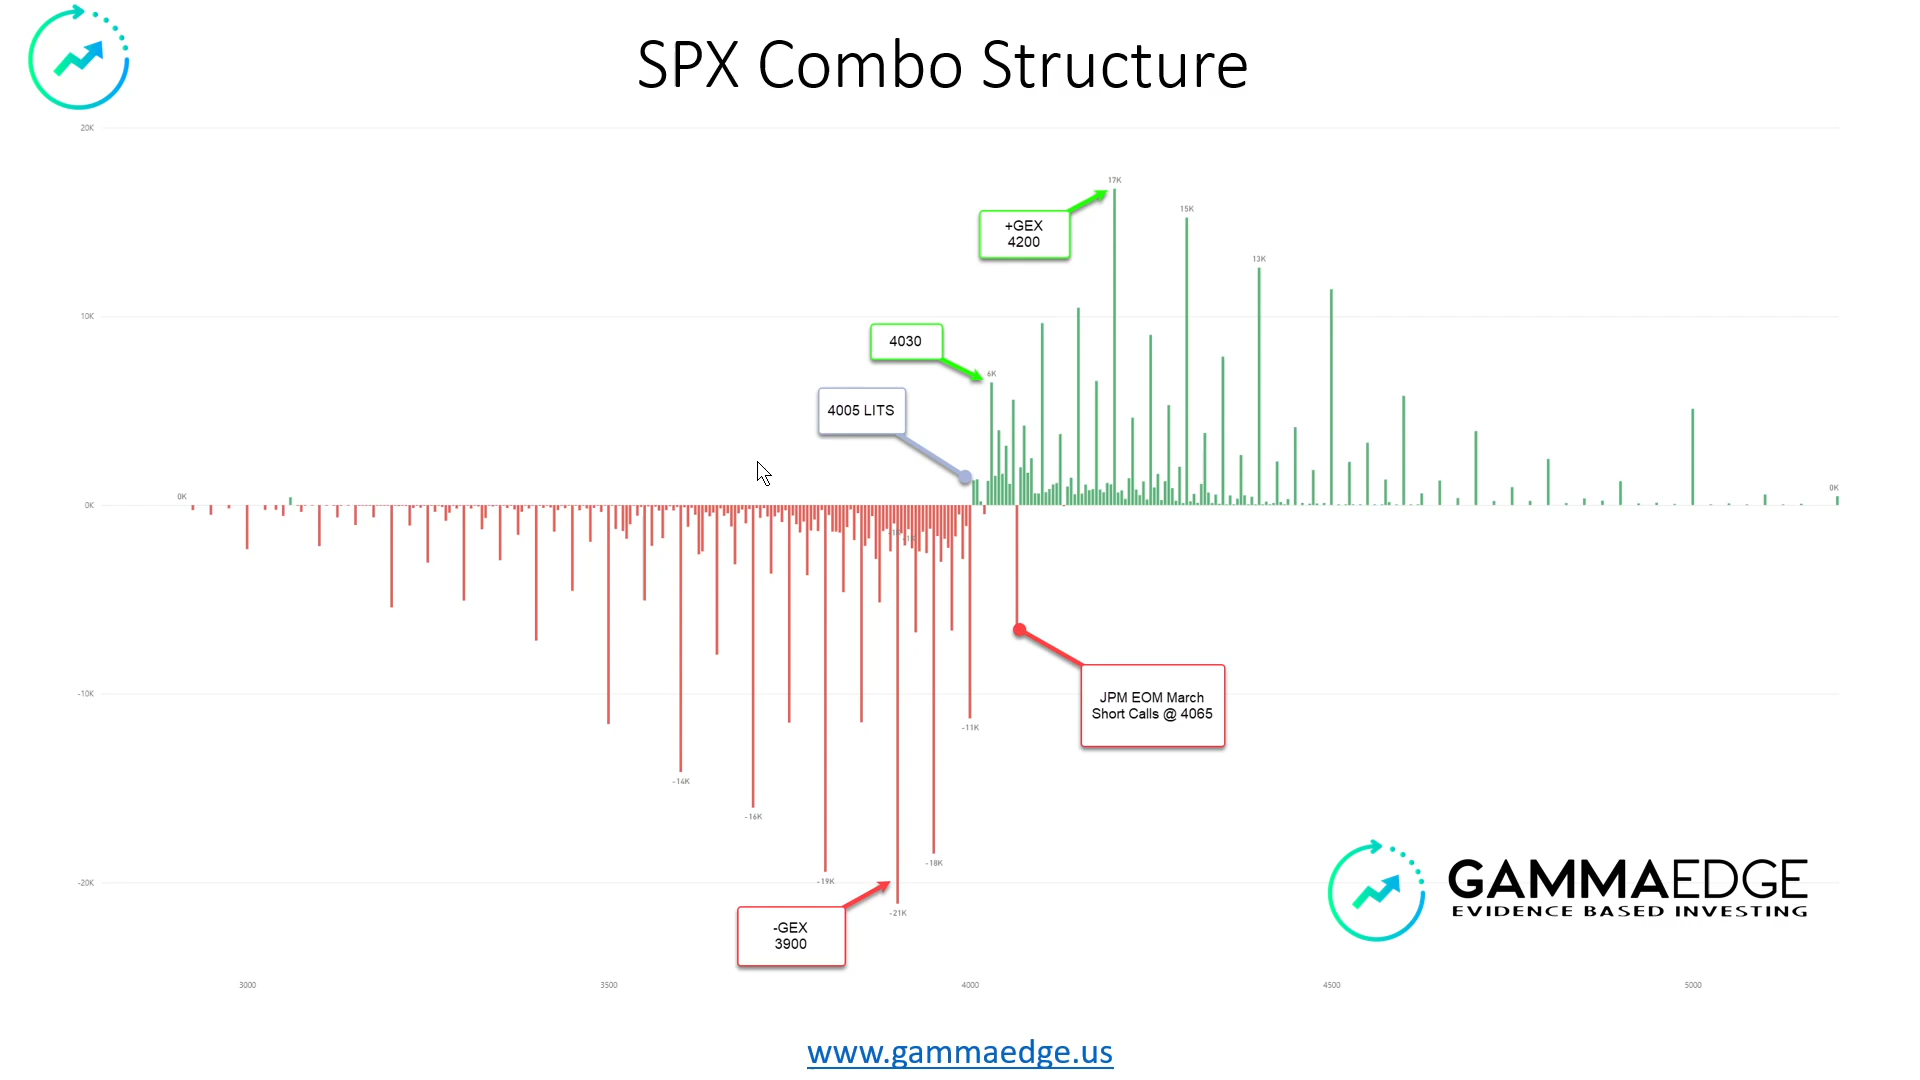 SPX Combo Structure
20K
17K
+GEX
4200
15K
13K
10K
4030
6K
4005 LITS
0K
0K
0K
-10K
JPM EOM March
Short Calls @ 4065
-11K
-14K
-16K
-18K
-19K
-20K
-21K
-GEX
3900
GAMMAEDGE
EVIDENCE BASED INVESTING
3000
3500
4000
4500
5000
www.gammaedge.us